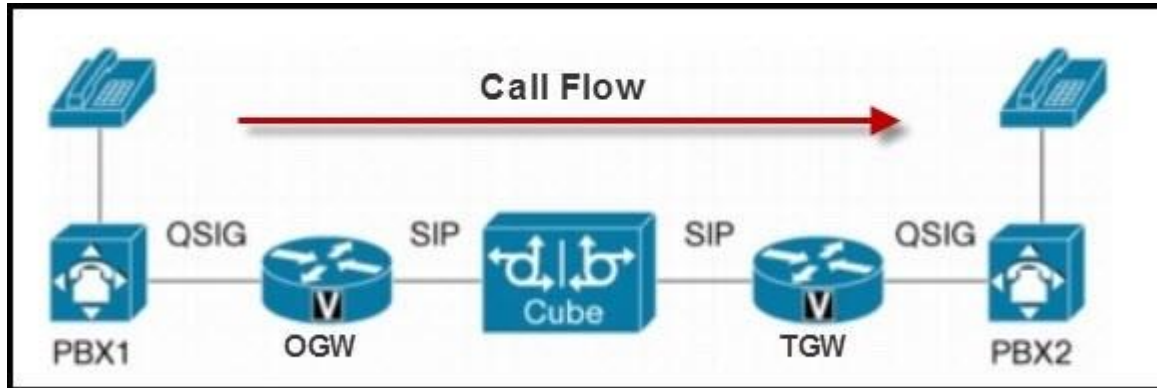 Call Flow
QSIG SIP SIP QSIG
V Cube V
PBX1 OGW TGW PBX2